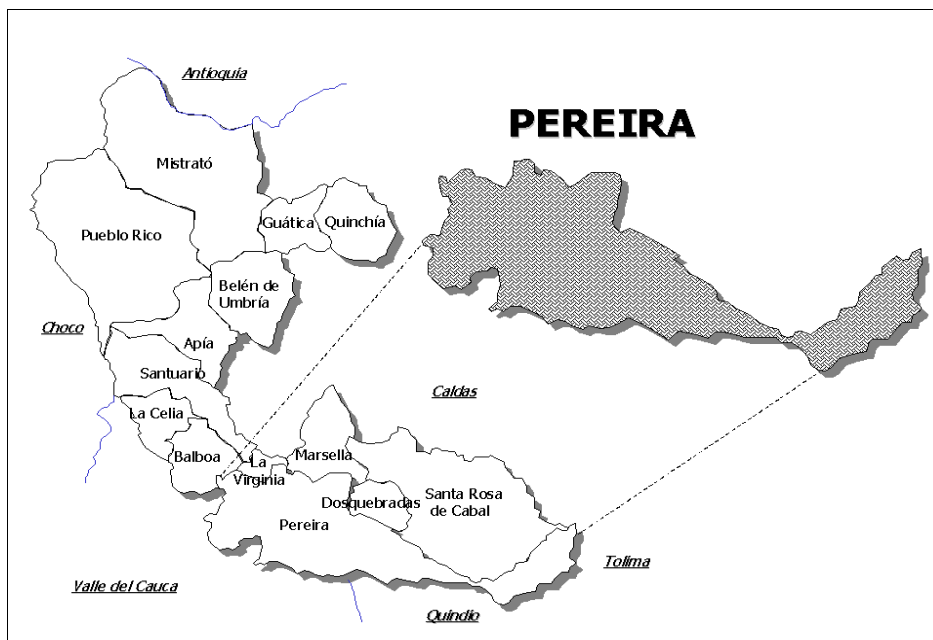 Antioquia
PEREIRA
Mistrató
Guática
Quinchía
Pueblo Rico
Belén de
Umbría
Choco
Apía
Santuario
Caldas
La Celia
Balboa
La
Virginia
Marsella
Dosquebradas
Santa Rosa
de Cabal
Pereira
Tolima
Valle del Cauca
Quindio